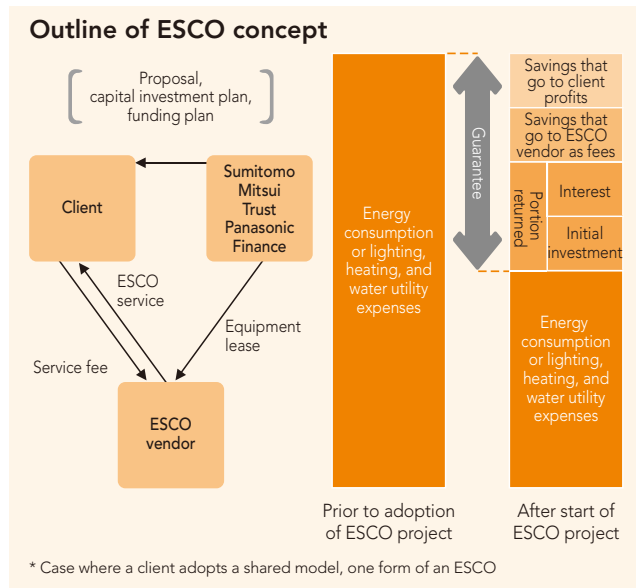 Outline of ESCO concept
Proposal,
capital investment plan,
funding plan
Client
Sumitomo
Mitsui
Trust
Panasonic
Finance
ESCO
service
Equipment
lease
Service fee
ESCO
vendor
Energy
consumption
or lighting,
heating, and
water utility
expenses
Prior to adoption
of ESCO project
Guarantee
Savings that
go to client
profits
Savings that
go to ESCO
vendor as fees
Portion
returned
Interest
Initial
investment
Energy
consumption
or lighting,
heating, and
water utility
expenses
After start of
ESCO project
* Case where a client adopts a shared model, one form of an ESCO